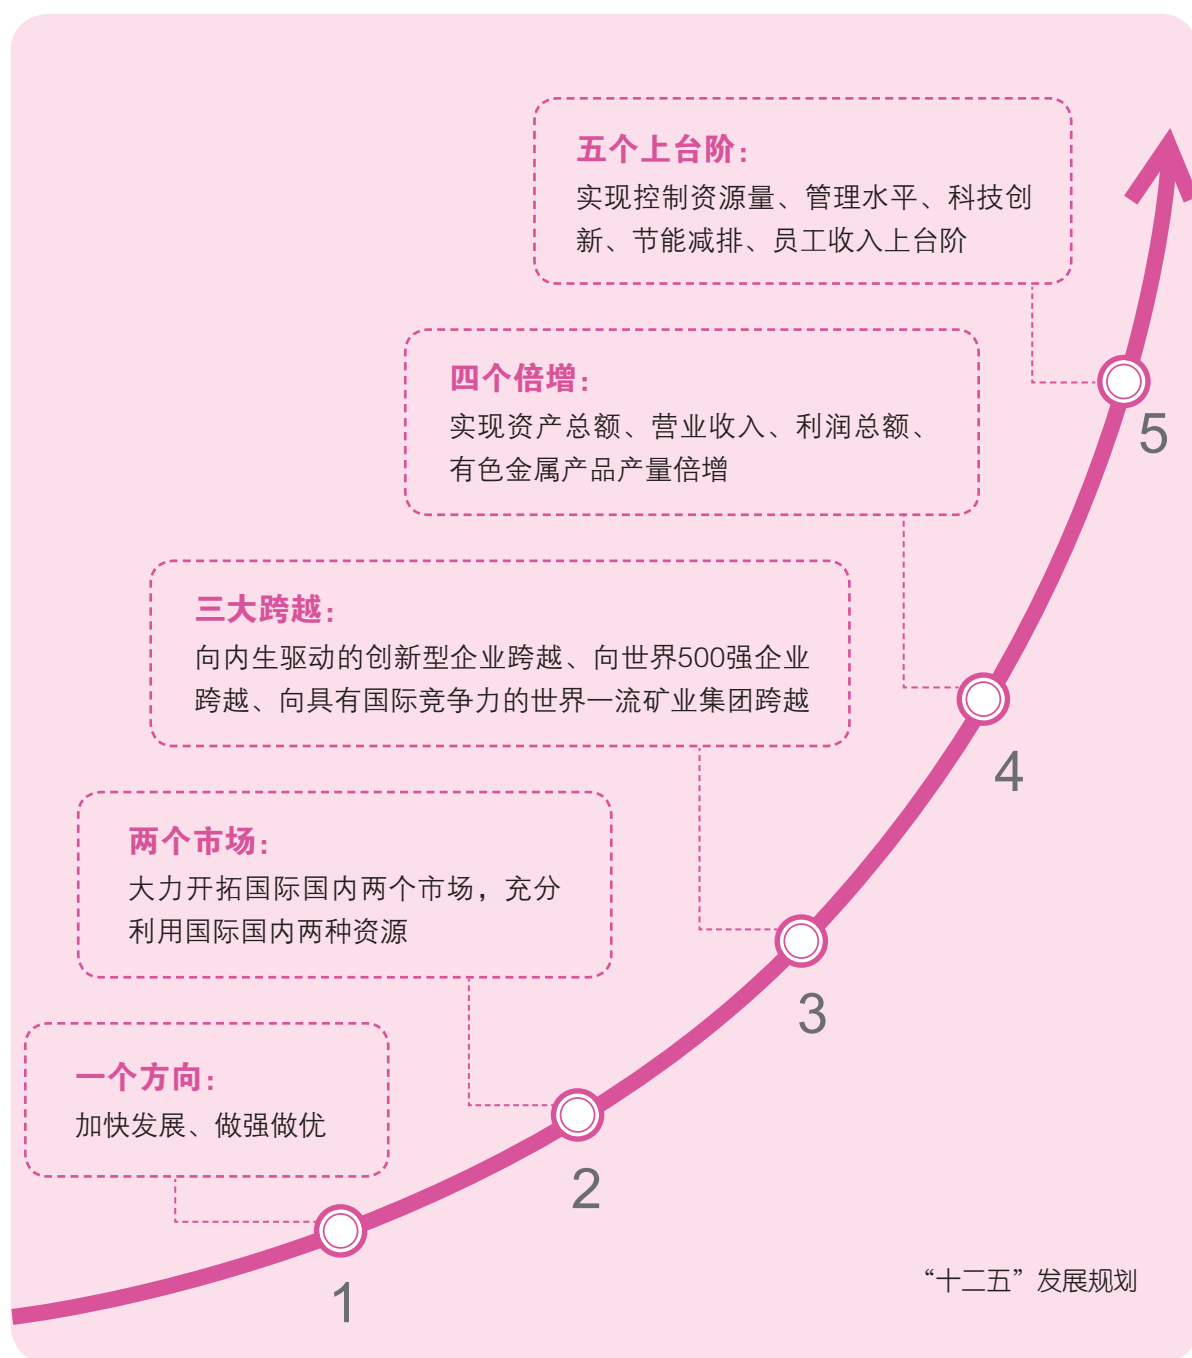 五个上台阶：
实现控制资源量、管理水平、科技创
新、节能减排、员工收入上台阶
5
四个倍增：
实现资产总额、营业收入、利润总额、
有色金属产品产量倍增
4
三大跨越：
向内生驱动的创新型企业跨越、向世界500强企业
跨越、向具有国际竞争力的世界一流矿业集团跨越
3
两个市场：
大力开拓国际国内两个市场，充分
利用国际国内两种资源
2
一个方向：
加快发展、做强做优
1
“十二五”发展规划